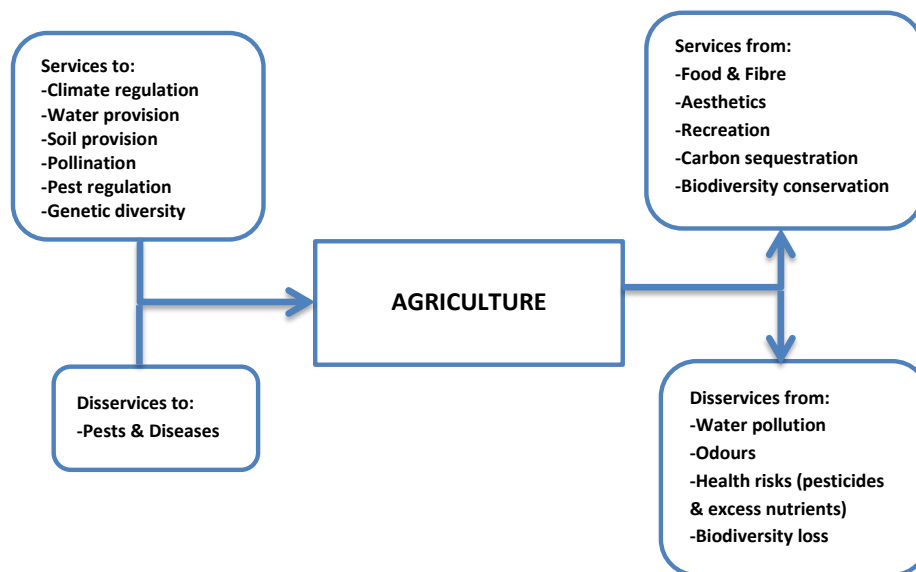 Services to:
-Climate regulation
-Water provision
-Soil provision
-Pollination
-Pest regulation
-Genetic diversity
Disservices to:
-Pests & Diseases
AGRICULTURE
Services from:
-Food & Fibre
-Aesthetics
-Recreation
-Carbon sequestration
-Biodiversity conservation
Disservices from:
-Water pollution
-Odours
-Health risks (pesticides
& excess nutrients)
-Biodiversity loss